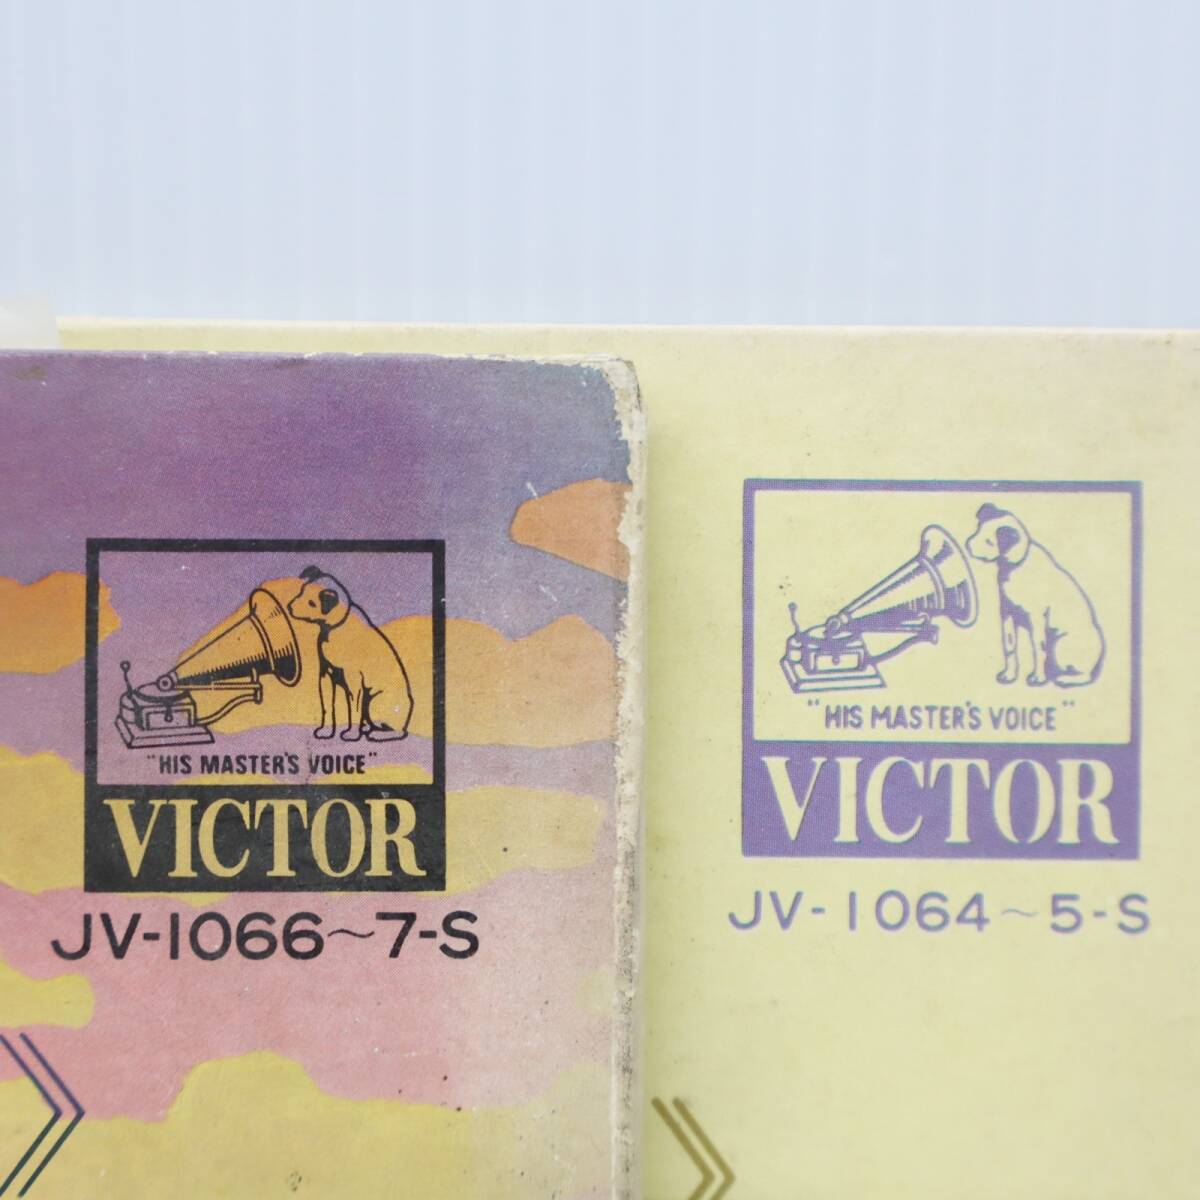 "HIS MASTER'S VOICE"
VICTOR
JV-1066~7-S
"HIS MASTER'S VOICE"
VICTOR
JV-1064~5-S